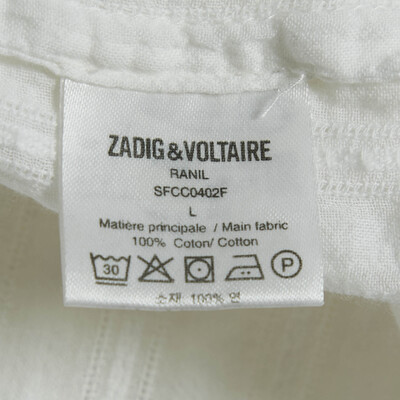 ZADIG&VOLTAIRE
RANIL
SFCC0402F
L
Matière principale / Main fabric
100% Coton/ Cotton
30 P
소재 100% 면